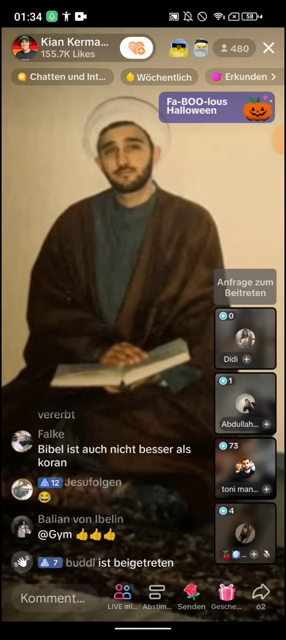 01:34
58
Kian Kerma...
155.7K Likes
480
Chatten und Int...
Wöchentlich
Erkunden
Fa-BOO-lous
Halloween
Anfrage zum
Beitreten
0
Didi
1
Abdullah...
73
toni man...
4
vererbt
Falke
Bibel ist auch nicht besser als
koran
12 Jesufolgen
😂
Balian von Ibelin
@Gym 👍👍👍
7 buddi ist beigetreten
Komment...
LIVE mi...
Abstim...
Senden
Gesche...
62